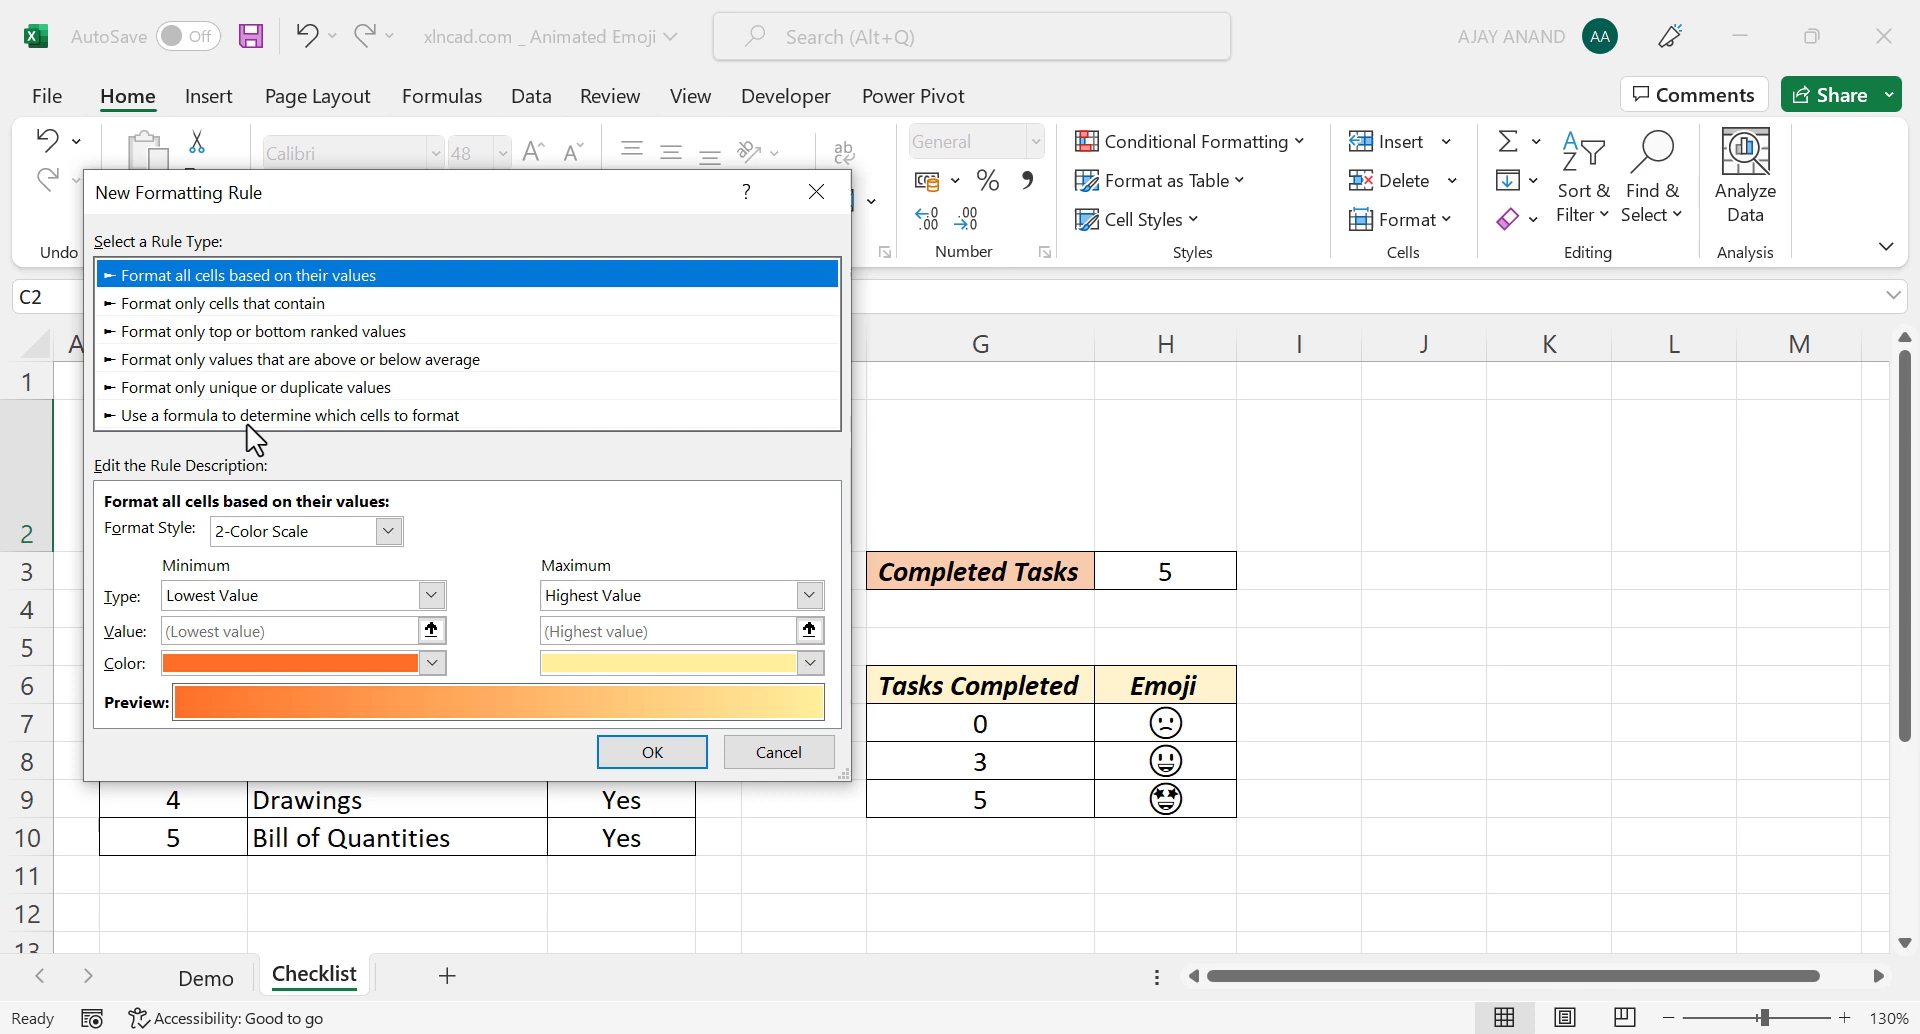 AutoSave Off xlncad.com _ Animated Emoji Search (Alt+Q) AJAY ANAND AA
File Home Insert Page Layout Formulas Data Review View Developer Power Pivot Comments Share
Calibri 48 General Conditional Formatting Insert
Format as Table Delete
Cell Styles Format
Sort & Filter Find & Select Analyze Data
Undo Number Styles Cells Editing Analysis
New Formatting Rule ?
Select a Rule Type:
Format all cells based on their values
Format only cells that contain
Format only top or bottom ranked values
Format only values that are above or below average
Format only unique or duplicate values
Use a formula to determine which cells to format
Edit the Rule Description:
Format all cells based on their values:
Format Style: 2-Color Scale
Minimum Maximum
Type: Lowest Value Highest Value
Value: (Lowest value) (Highest value)
Color:
Preview:
OK Cancel
C2
A G H I J K L M
1
2
3 Completed Tasks 5
4
5
6 Tasks Completed Emoji
7 0
8 3
9 4 Drawings Yes 5
10 5 Bill of Quantities Yes
11
12
13
Demo Checklist
Ready Accessibility: Good to go 130%